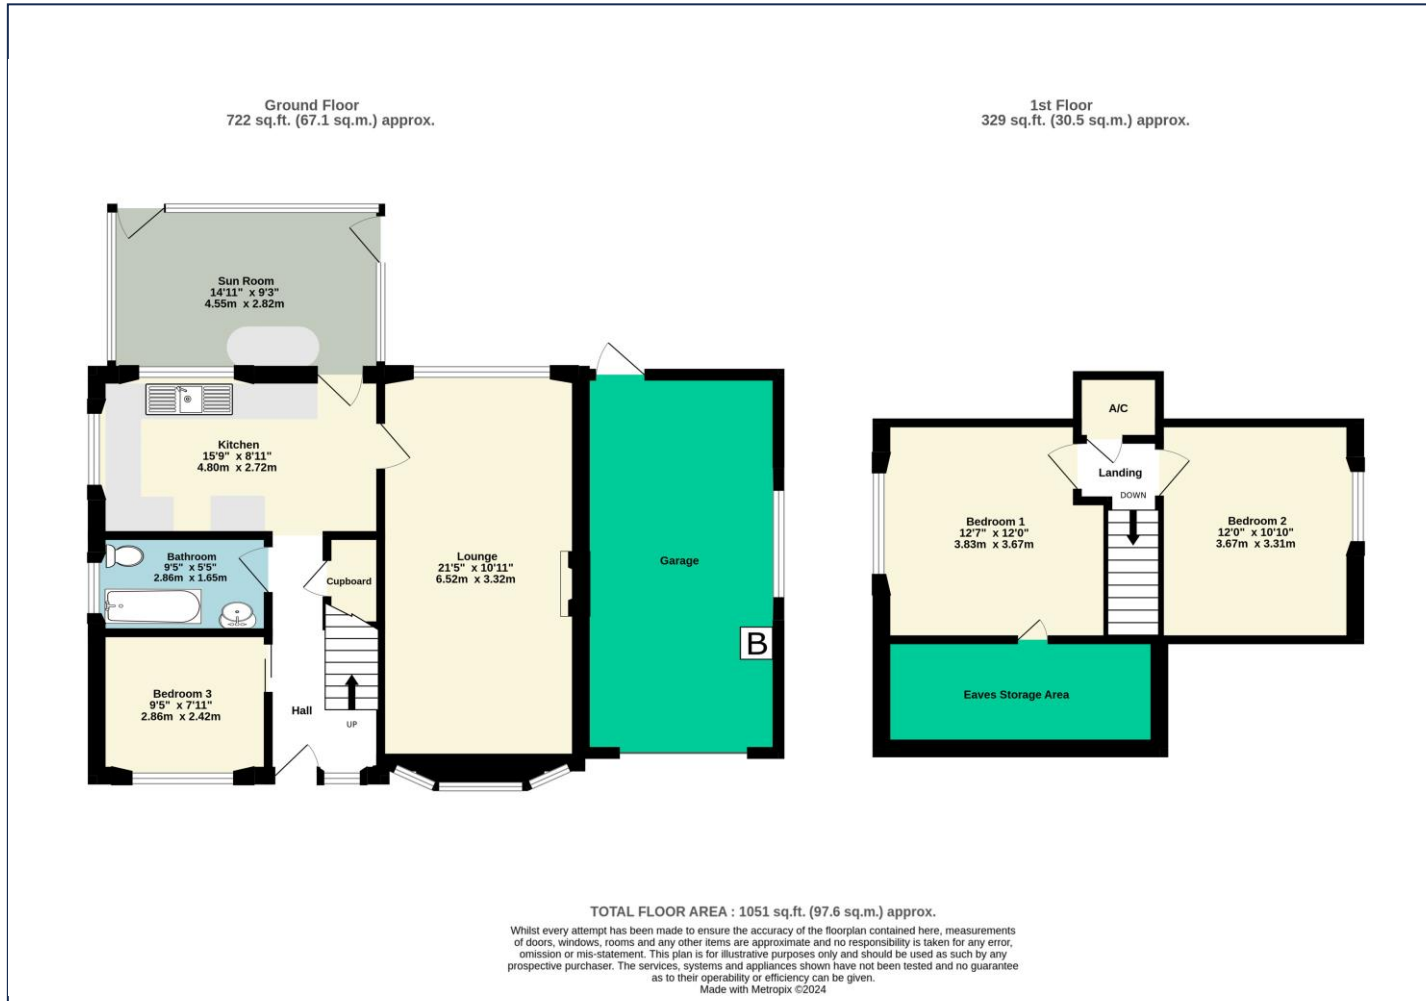 Ground Floor
722 sq.ft. (67.1 sq.m.) approx.
1st Floor
329 sq.ft. (30.5 sq.m.) approx.
Sun Room
14'11" x 9'3"
4.55m x 2.82m
Kitchen
15'9" x 8'11"
4.80m x 2.72m
Bathroom
9'5" x 5'5"
2.86m x 1.65m
Cupboard
Lounge
21'5" x 10'11"
6.52m x 3.32m
Garage
B
Bedroom 3
9'5" x 7'11"
2.86m x 2.42m
Hall
UP
A/C
Landing
DOWN
Bedroom 1
12'7" x 12'0"
3.83m x 3.67m
Bedroom 2
12'0" x 10'10"
3.67m x 3.31m
Eaves Storage Area
TOTAL FLOOR AREA : 1051 sq.ft. (97.6 sq.m.) approx.
Whilst every attempt has been made to ensure the accuracy of the floorplan contained here, measurements
of doors, windows, rooms and any other items are approximate and no responsibility is taken for any error,
omission or mis-statement. This plan is for illustrative purposes only and should be used as such by any
prospective purchaser. The services, systems and appliances shown have not been tested and no guarantee
as to their operability or efficiency can be given.
Made with Metropix ©2024